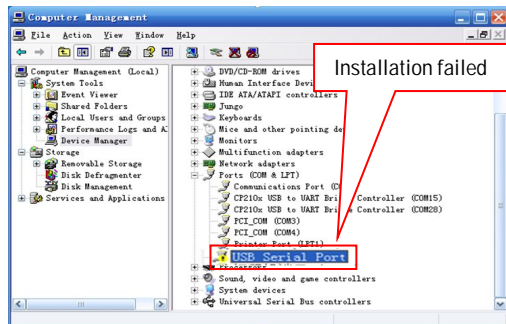 Computer Management
File Action View Window Help
Installation failed
Computer Management (Local)
System Tools
Event Viewer
Shared Folders
Local Users and Groups
Performance Logs and Al
Device Manager
Storage
Removable Storage
Disk Defragmenter
Disk Management
Services and Applications
DVD/CD-ROM drives
Human Interface Devi
IDE ATA/ATAPI controllers
Jungo
Keyboards
Mice and other pointing de
Monitors
Multifunction adapters
Network adapters
Ports (COM & LPT)
Communications Port (CO
CP210x USB to UART Bri Controller (COM15)
CP210x USB to UART Bri e Controller (COM28)
PCI_COM (COM3)
PCI_COM (COM4)
Printer Port (LPT1)
USB Serial Port
Processors
Sound, video and game controllers
System devices
Universal Serial Bus controllers